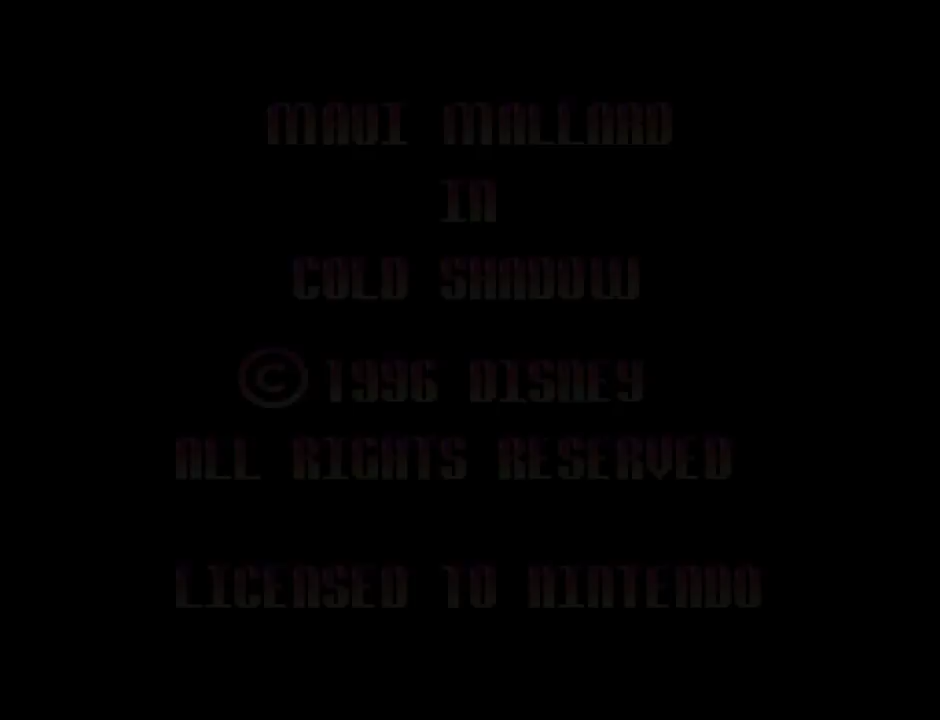 MAUI MALLARD
IN
COLD SHADOW
© 1996 DISNEY
ALL RIGHTS RESERVED
LICENSED TO NINTENDO